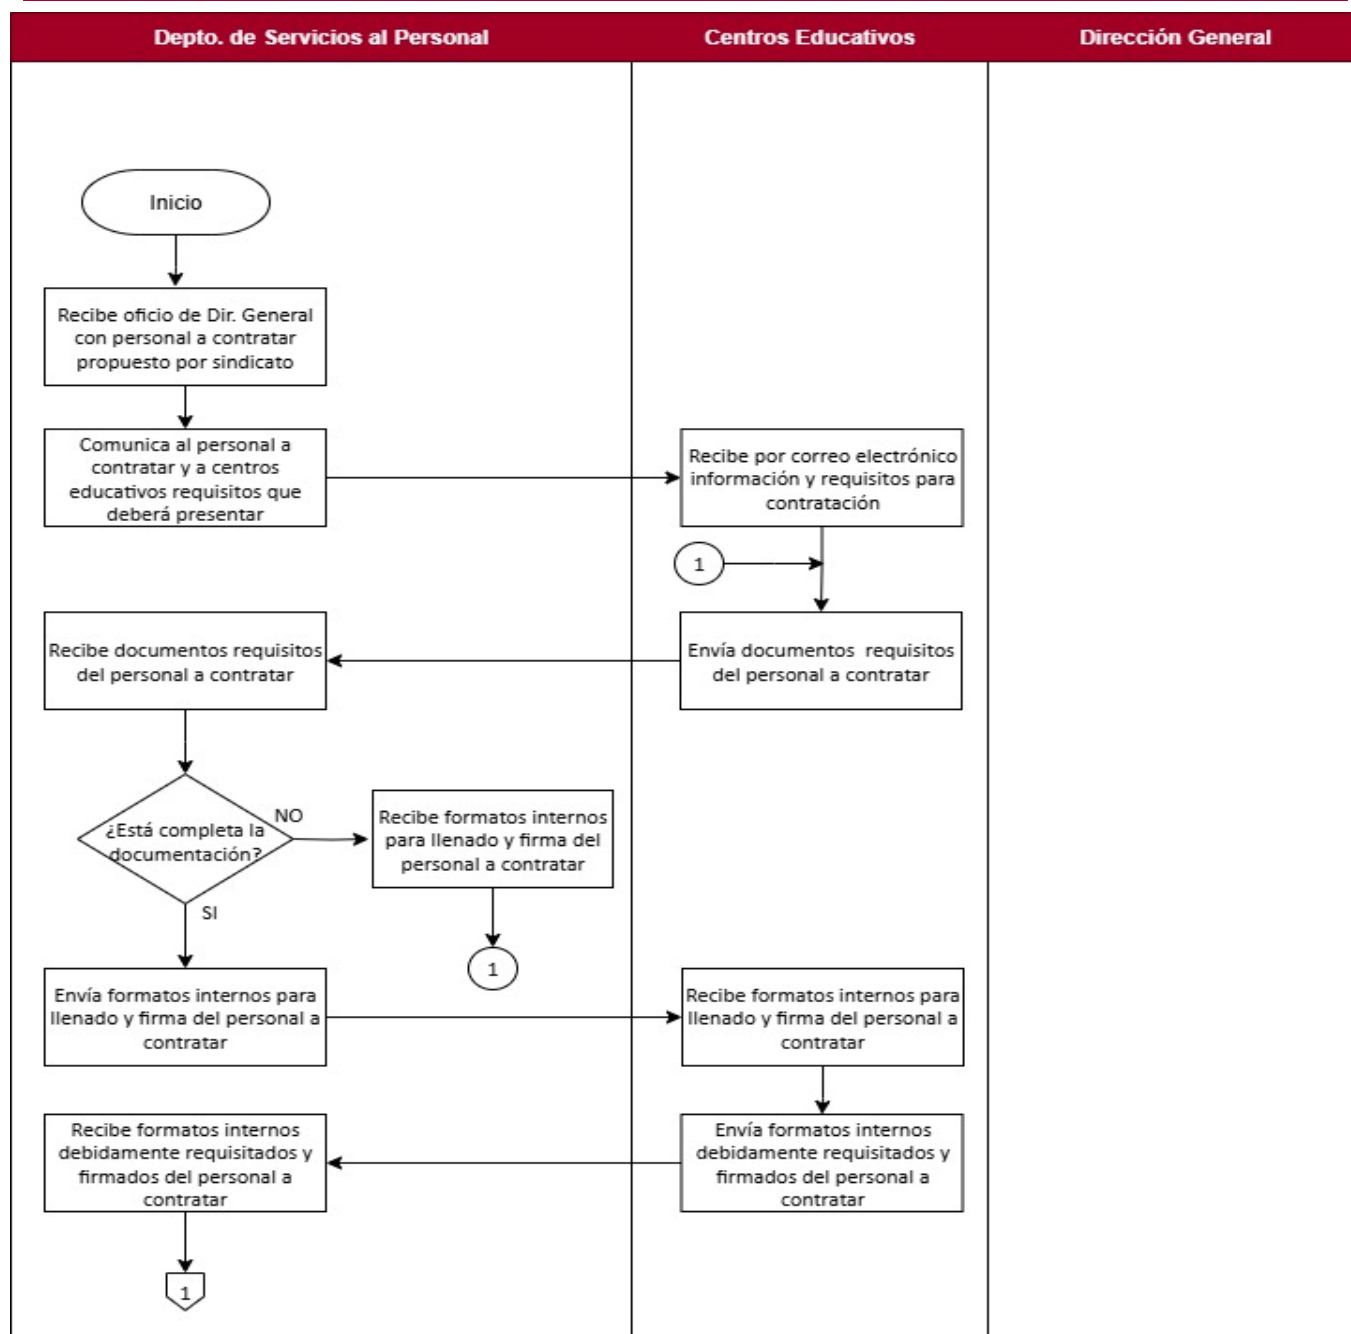 Depto. de Servicios al Personal
Centros Educativos
Dirección General
Inicio
Recibe oficio de Dir. General
con personal a contratar
propuesto por sindicato
Comunica al personal a
contratar y a centros
educativos requisitos que
deberá presentar
Recibe por correo electrónico
información y requisitos para
contratación
1
Envía documentos  requisitos
del personal a contratar
Recibe documentos requisitos
del personal a contratar
¿Está completa la
documentación?
NO
Recibe formatos internos
para llenado y firma del
personal a contratar
1
SI
Envía formatos internos para
llenado y firma del personal a
contratar
Recibe formatos internos para
llenado y firma del personal a
contratar
Envía formatos internos
debidamente requisitados y
firmados del personal a
contratar
Recibe formatos internos
debidamente requisitados y
firmados del personal a
contratar
1